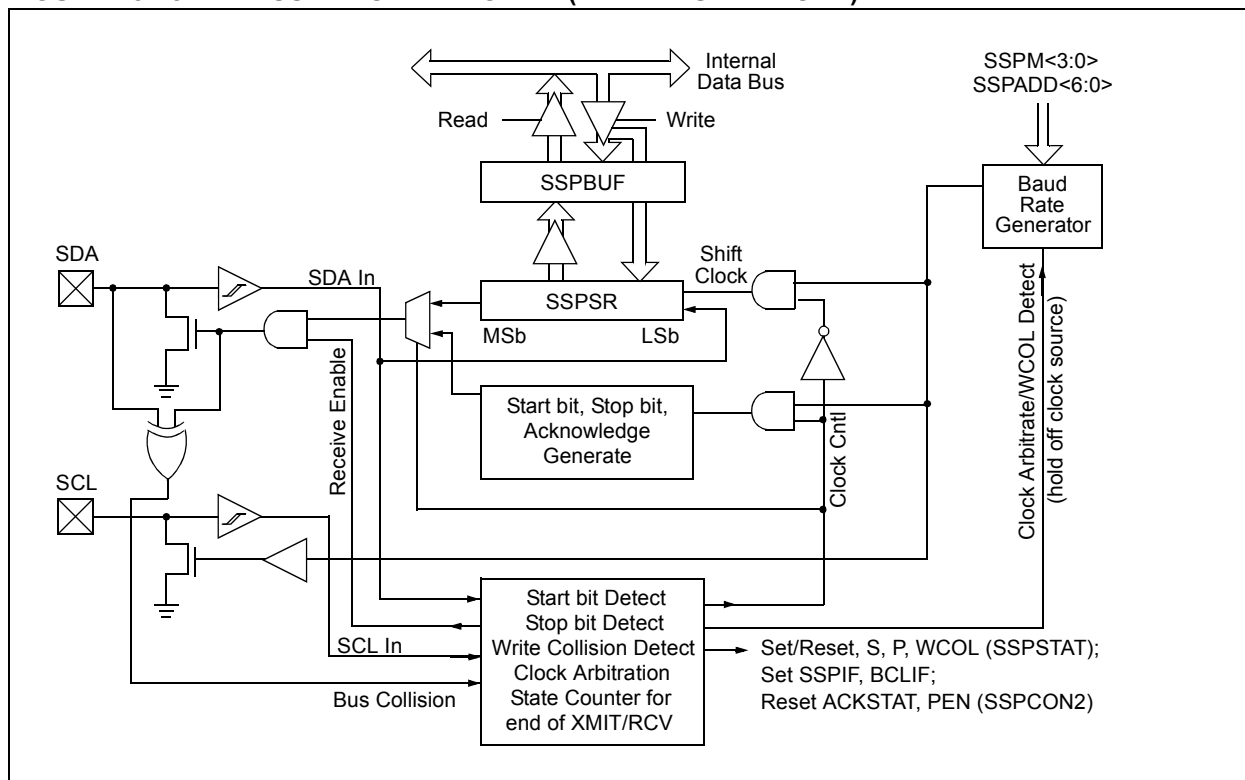 Internal
Data Bus
SSPM<3:0>
SSPADD<6:0>
Read
Write
SSPBUF
Baud
Rate
Generator
SDA
SDA In
Shift
Clock
SSPSR
MSb
LSb
Start bit, Stop bit,
Acknowledge
Generate
Receive Enable
Clock Cntl
Clock Arbitrate/WCOL Detect
(hold off clock source)
SCL
SCL In
Bus Collision
Start bit Detect
Stop bit Detect
Write Collision Detect
Clock Arbitration
State Counter for
end of XMIT/RCV
Set/Reset, S, P, WCOL (SSPSTAT);
Set SSPIF, BCLIF;
Reset ACKSTAT, PEN (SSPCON2)